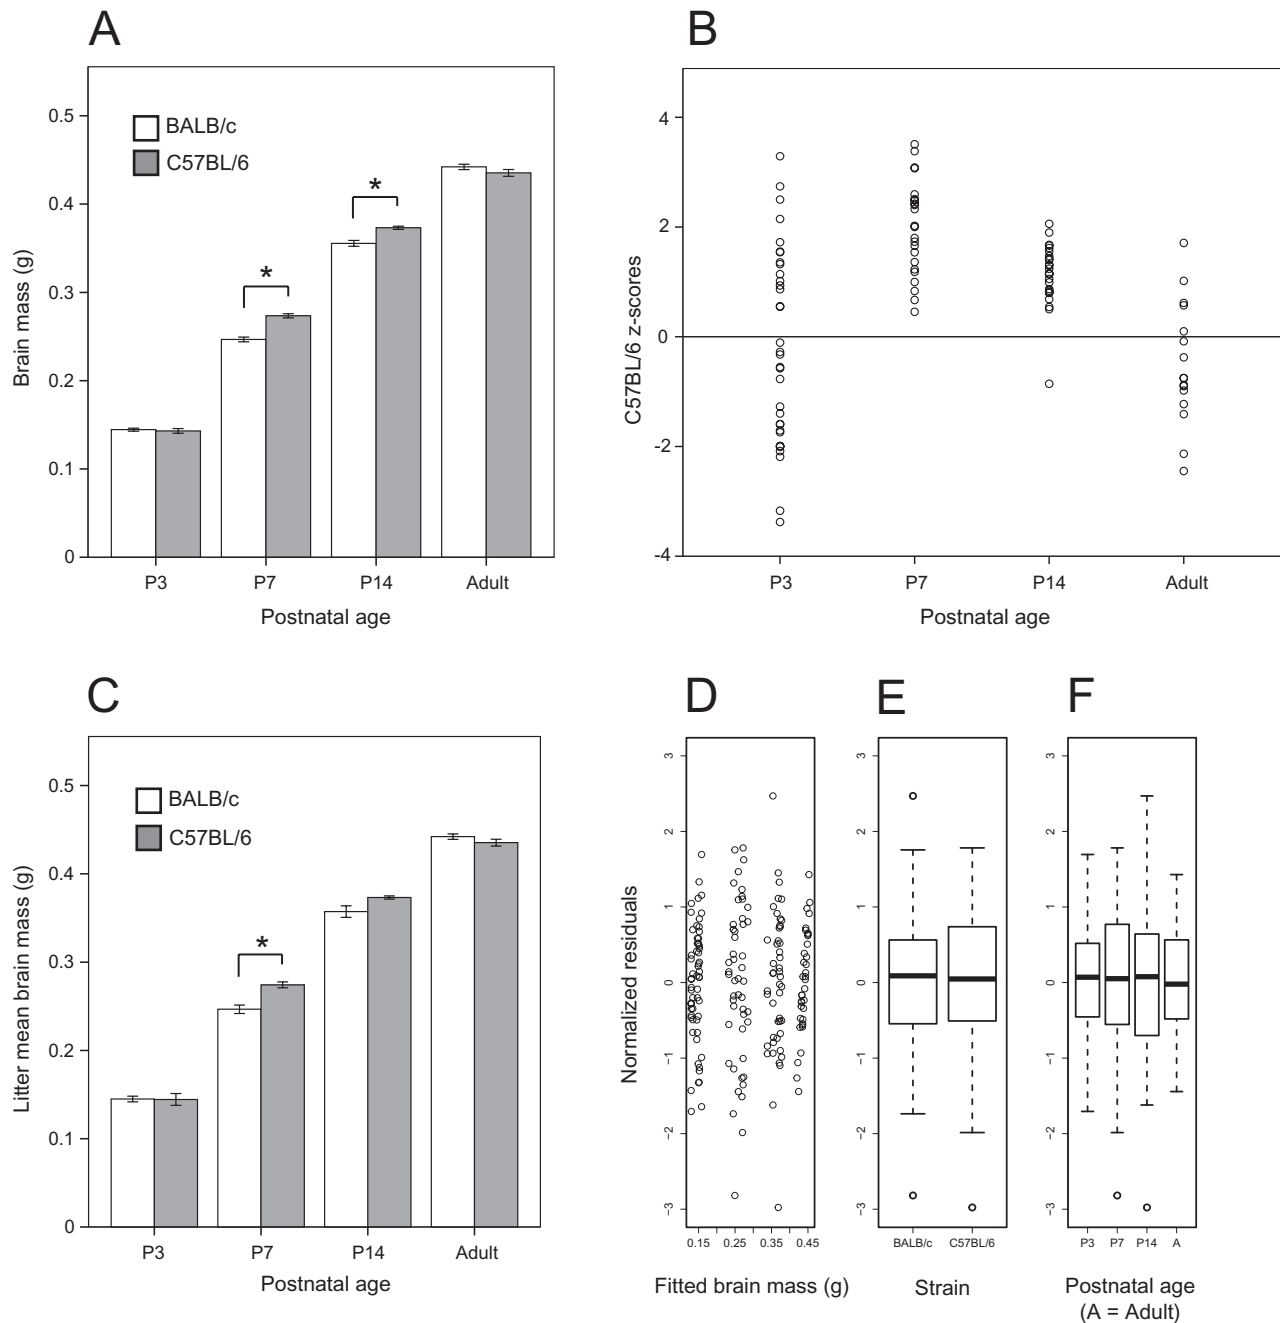 A
0.5
0.4
0.3
0.2
0.1
0
Brain mass (g)
BALB/c
C57BL/6
*
*
P3 P7 P14 Adult
Postnatal age
B
4
2
0
-2
-4
C57BL/6 z-scores
P3 P7 P14 Adult
Postnatal age
C
0.5
0.4
0.3
0.2
0.1
0
Litter mean brain mass (g)
BALB/c
C57BL/6
*
P3 P7 P14 Adult
Postnatal age
D
3
2
1
0
−1
−2
−3
Normalized residuals
0.15 0.25 0.35 0.45
Fitted brain mass (g)
E
3
2
1
0
−1
−2
−3
BALB/c C57BL/6
Strain
F
3
2
1
0
−1
−2
−3
P3 P7 P14 A
Postnatal age
(A = Adult)